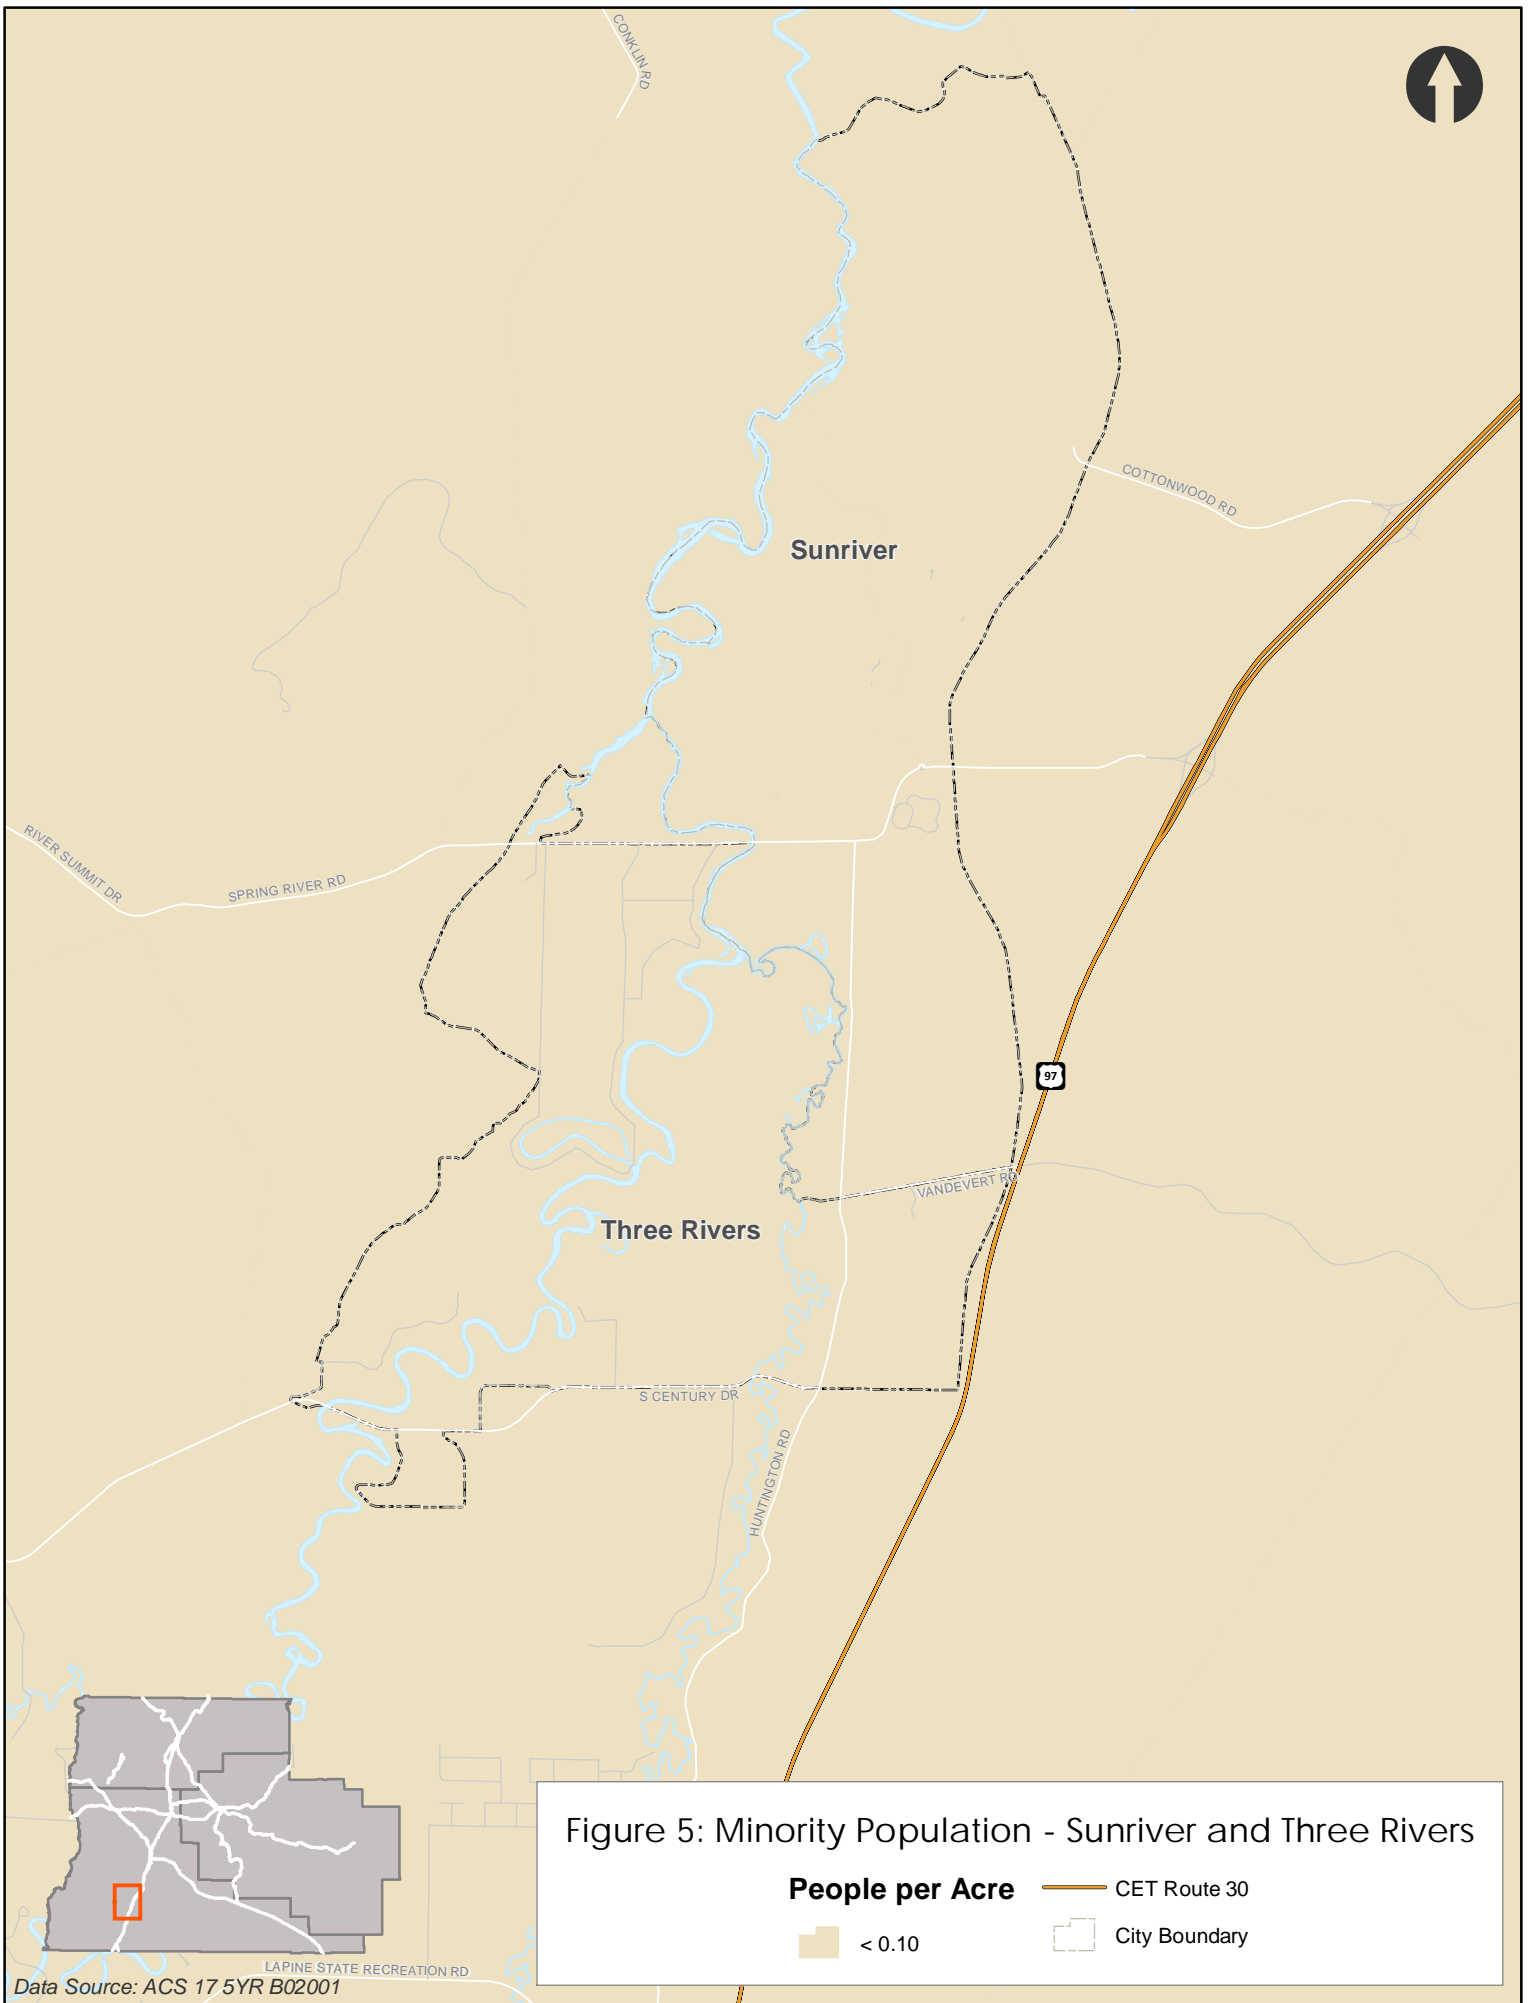 CONKLIN RD
COTTONWOOD RD
Sunriver
RIVER SUMMIT DR
SPRING RIVER RD
97
VANDEVERT RD
Three Rivers
S CENTURY DR
HUNTINGTON RD
Figure 5: Minority Population - Sunriver and Three Rivers
People per Acre
CET Route 30
< 0.10
City Boundary
LAPINE STATE RECREATION RD
Data Source: ACS 17 5YR B02001